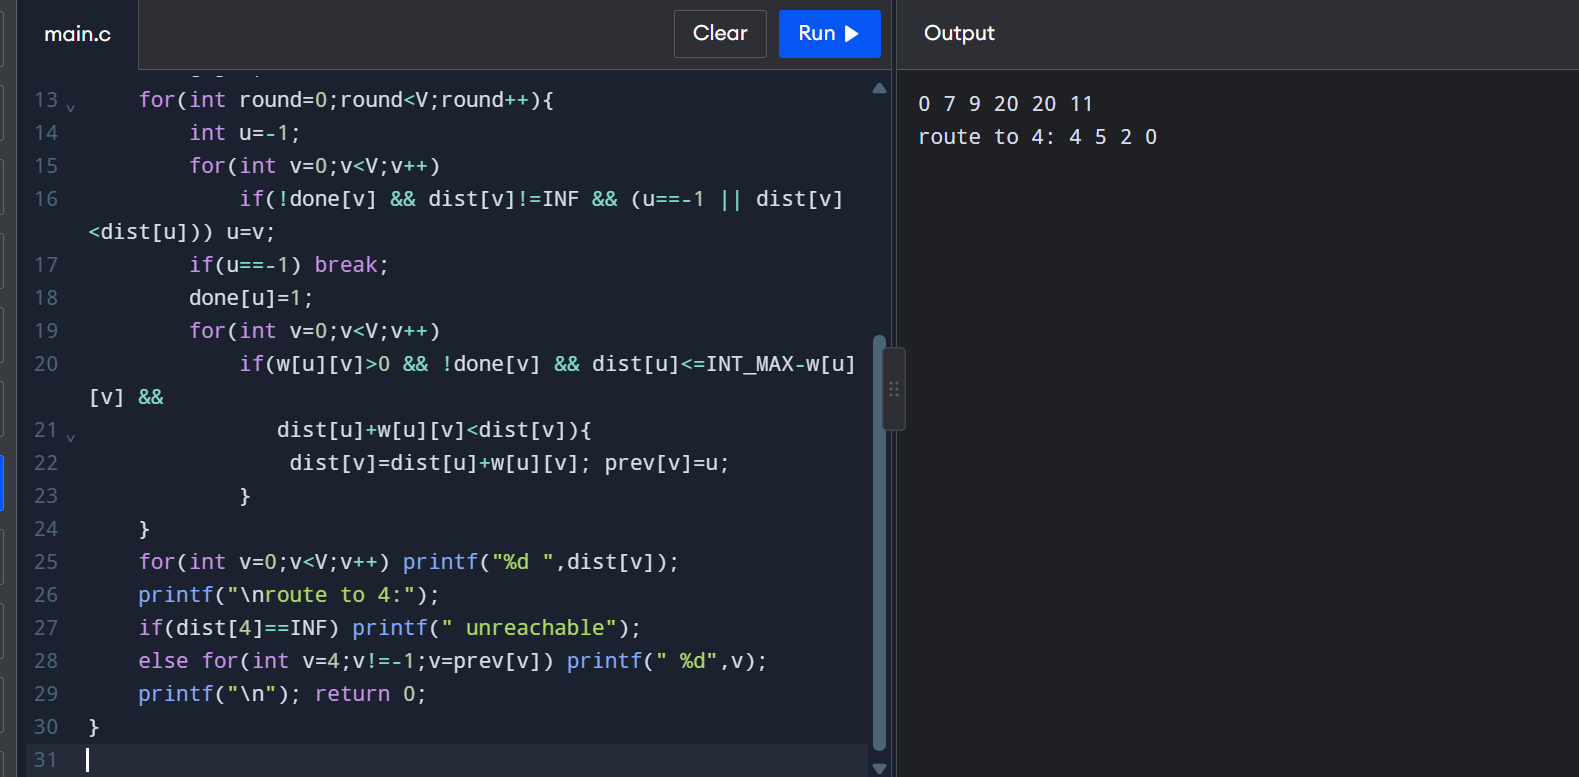 main.c
Clear
Run
Output
13 for(int round=0;round<V;round++){
14 int u=-1;
15 for(int v=0;v<V;v++)
16 if(!done[v] && dist[v]!=INF && (u==-1 || dist[v]
<dist[u])) u=v;
17 if(u==-1) break;
18 done[u]=1;
19 for(int v=0;v<V;v++)
20 if(w[u][v]>0 && !done[v] && dist[u]<=INT_MAX-w[u]
[v] &&
21 dist[u]+w[u][v]<dist[v]){
22 dist[v]=dist[u]+w[u][v]; prev[v]=u;
23 }
24 }
25 for(int v=0;v<V;v++) printf("%d ",dist[v]);
26 printf("\nroute to 4:");
27 if(dist[4]==INF) printf(" unreachable");
28 else for(int v=4;v!=-1;v=prev[v]) printf(" %d",v);
29 printf("\n"); return 0;
30 }
31
0 7 9 20 20 11
route to 4: 4 5 2 0